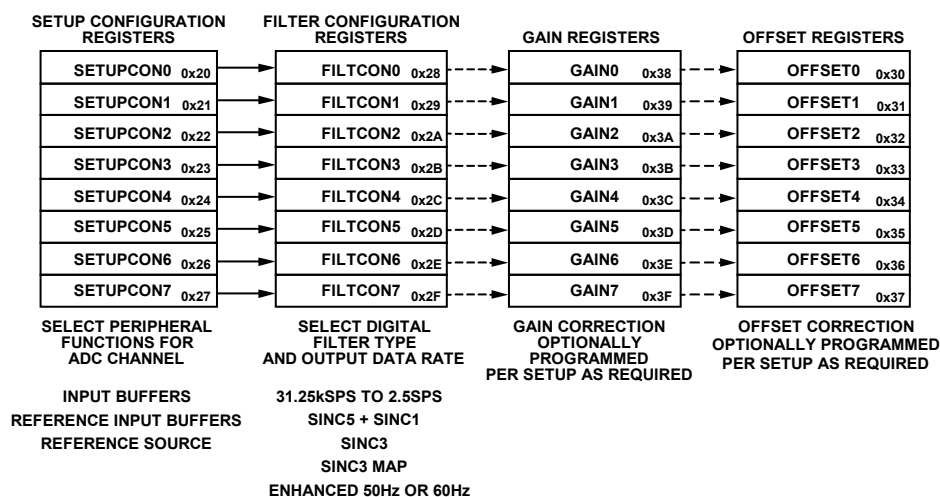 SETUP CONFIGURATION
REGISTERS
FILTER CONFIGURATION
REGISTERS
GAIN REGISTERS
OFFSET REGISTERS
SETUPCON0 0x20
FILTCON0 0x28
GAIN0 0x38
OFFSET0 0x30
SETUPCON1 0x21
FILTCON1 0x29
GAIN1 0x39
OFFSET1 0x31
SETUPCON2 0x22
FILTCON2 0x2A
GAIN2 0x3A
OFFSET2 0x32
SETUPCON3 0x23
FILTCON3 0x2B
GAIN3 0x3B
OFFSET3 0x33
SETUPCON4 0x24
FILTCON4 0x2C
GAIN4 0x3C
OFFSET4 0x34
SETUPCON5 0x25
FILTCON5 0x2D
GAIN5 0x3D
OFFSET5 0x35
SETUPCON6 0x26
FILTCON6 0x2E
GAIN6 0x3E
OFFSET6 0x36
SETUPCON7 0x27
FILTCON7 0x2F
GAIN7 0x3F
OFFSET7 0x37
SELECT PERIPHERAL
FUNCTIONS FOR
ADC CHANNEL
SELECT DIGITAL
FILTER TYPE
AND OUTPUT DATA RATE
GAIN CORRECTION
OPTIONALLY
PROGRAMMED
PER SETUP AS REQUIRED
OFFSET CORRECTION
OPTIONALLY PROGRAMMED
PER SETUP AS REQUIRED
INPUT BUFFERS
REFERENCE INPUT BUFFERS
REFERENCE SOURCE
31.25kSPS TO 2.5SPS
SINC5 + SINC1
SINC3
SINC3 MAP
ENHANCED 50Hz OR 60Hz